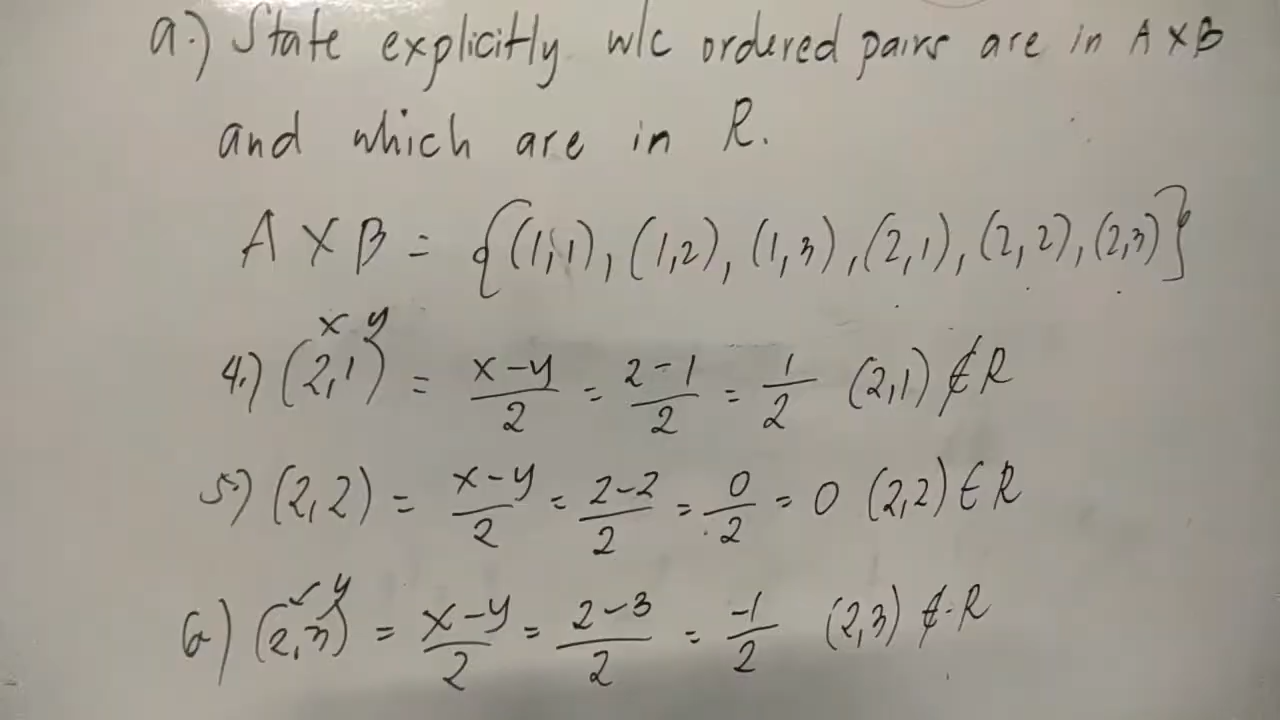 a.) State explicitly w/c ordered pairs are in A X B
and which are in R.
A X B = {(1,1), (1,2), (1,3), (2,1), (2,2), (2,3)}
x y
4.) (2,1) = x-y/2 = 2-1/2 = 1/2 (2,1) ∉ R
5.) (2,2) = x-y/2 = 2-2/2 = 0/2 = 0 (2,2) ∈ R
y
6) (2,3) = x-y/2 = 2-3/2 = -1/2 (2,3) ∉ R